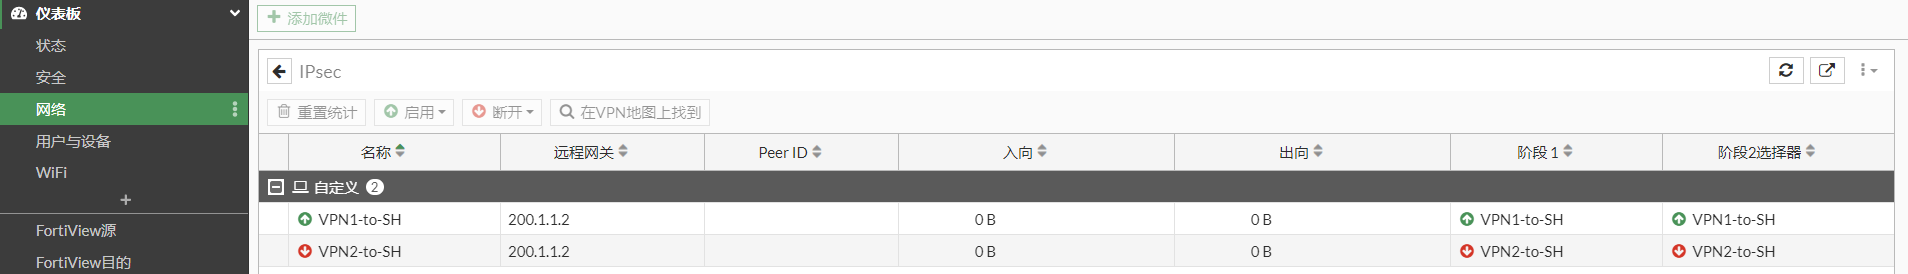 仪表板
状态
安全
网络
用户与设备
WiFi
FortiView源
FortiView目的
添加微件
IPsec
重置统计 启用 断开 在VPN地图上找到
名称 远程网关 Peer ID 入向 出向 阶段 1 阶段2选择器
自定义 2
VPN1-to-SH 200.1.1.2 0 B 0 B VPN1-to-SH VPN1-to-SH
VPN2-to-SH 200.1.1.2 0 B 0 B VPN2-to-SH VPN2-to-SH